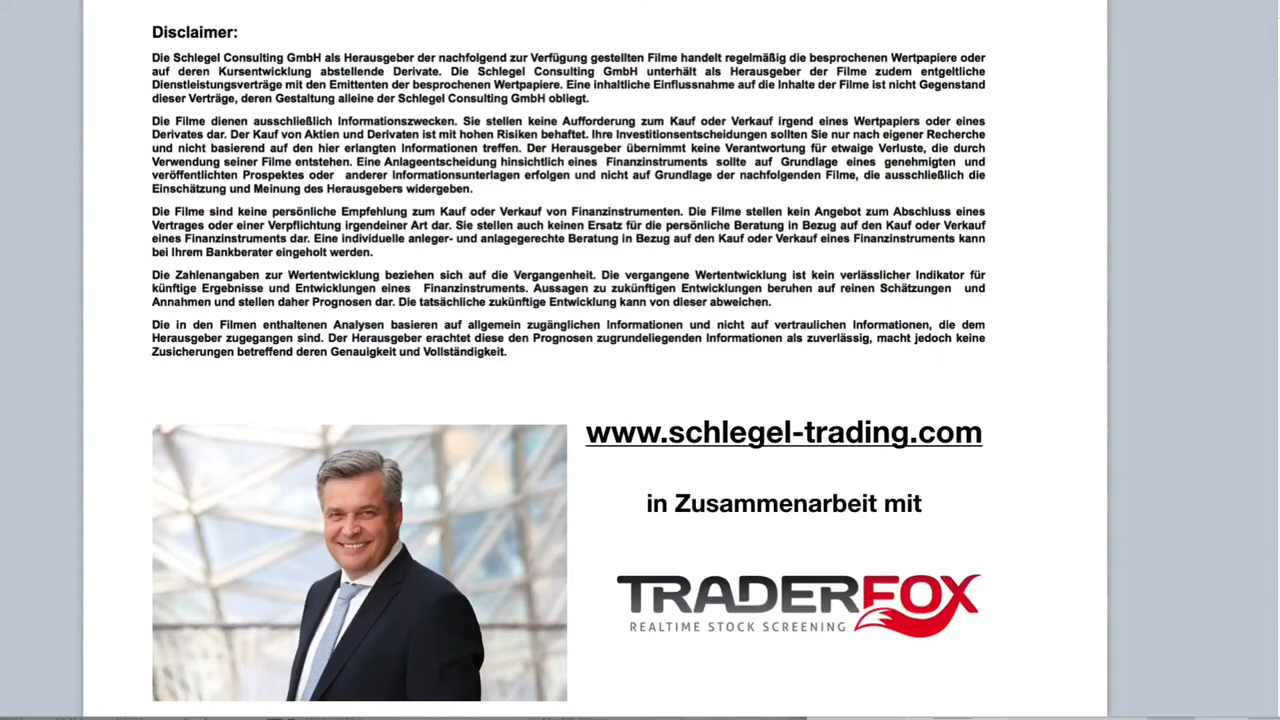 Disclaimer:
Die Schlegel Consulting GmbH als Herausgeber der nachfolgend zur Verfügung gestellten Filme handelt regelmäßig die besprochenen Wertpapiere oder
auf deren Kursentwicklung abstellende Derivate. Die Schlegel Consulting GmbH unterhält als Herausgeber der Filme zudem entgeltliche
Dienstleistungsverträge mit den Emittenten der besprochenen Wertpapiere. Eine inhaltliche Einflussnahme auf die Inhalte der Filme ist nicht Gegenstand
dieser Verträge, deren Gestaltung alleine der Schlegel Consulting GmbH obliegt.
Die Filme dienen ausschließlich Informationszwecken. Sie stellen keine Aufforderung zum Kauf oder Verkauf irgend eines Wertpapiers oder eines
Derivates dar. Der Kauf von Aktien und Derivaten ist mit hohen Risiken behaftet. Ihre Investitionsentscheidungen sollten Sie nur nach eigener Recherche
und nicht basierend auf den hier erlangten Informationen treffen. Der Herausgeber übernimmt keine Verantwortung für etwaige Verluste, die durch
Verwendung seiner Filme entstehen. Eine Anlageentscheidung hinsichtlich eines Finanzinstruments sollte auf Grundlage eines genehmigten und
veröffentlichten Prospektes oder anderer Informationsunterlagen erfolgen und nicht auf Grundlage der nachfolgenden Filme, die ausschließlich die
Einschätzung und Meinung des Herausgebers widergeben.
Die Filme sind keine persönliche Empfehlung zum Kauf oder Verkauf von Finanzinstrumenten. Die Filme stellen kein Angebot zum Abschluss eines
Vertrages oder einer Verpflichtung irgendeiner Art dar. Sie stellen auch keinen Ersatz für die persönliche Beratung in Bezug auf den Kauf oder Verkauf
eines Finanzinstruments dar. Eine individuelle anleger- und anlagegerechte Beratung in Bezug auf den Kauf oder Verkauf eines Finanzinstruments kann
bei Ihrem Bankberater eingeholt werden.
Die Zahlenangaben zur Wertentwicklung beziehen sich auf die Vergangenheit. Die vergangene Wertentwicklung ist kein verlässlicher Indikator für
künftige Ergebnisse und Entwicklungen eines Finanzinstruments. Aussagen zu zukünftigen Entwicklungen beruhen auf reinen Schätzungen und
Annahmen und stellen daher Prognosen dar. Die tatsächliche zukünftige Entwicklung kann von dieser abweichen.
Die in den Filmen enthaltenen Analysen basieren auf allgemein zugänglichen Informationen und nicht auf vertraulichen Informationen, die dem
Herausgeber zugegangen sind. Der Herausgeber erachtet diese den Prognosen zugrundeliegenden Informationen als zuverlässig, macht jedoch keine
Zusicherungen betreffend deren Genauigkeit und Vollständigkeit.
www.schlegel-trading.com
in Zusammenarbeit mit
TRADERFOX
REALTIME STOCK SCREENING